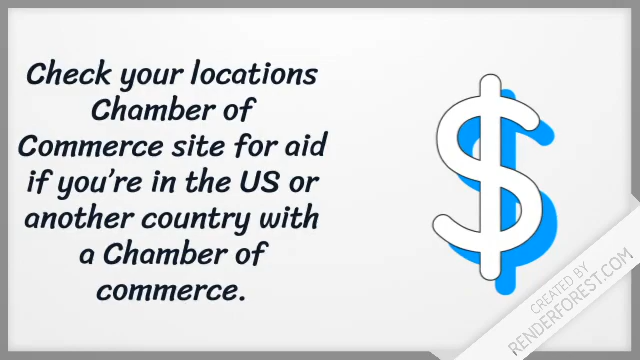 Check your locations
Chamber of
Commerce site for aid
if you're in the US or
another country with
a Chamber of
commerce.
$
CREATED BY
RENDERFOREST.COM